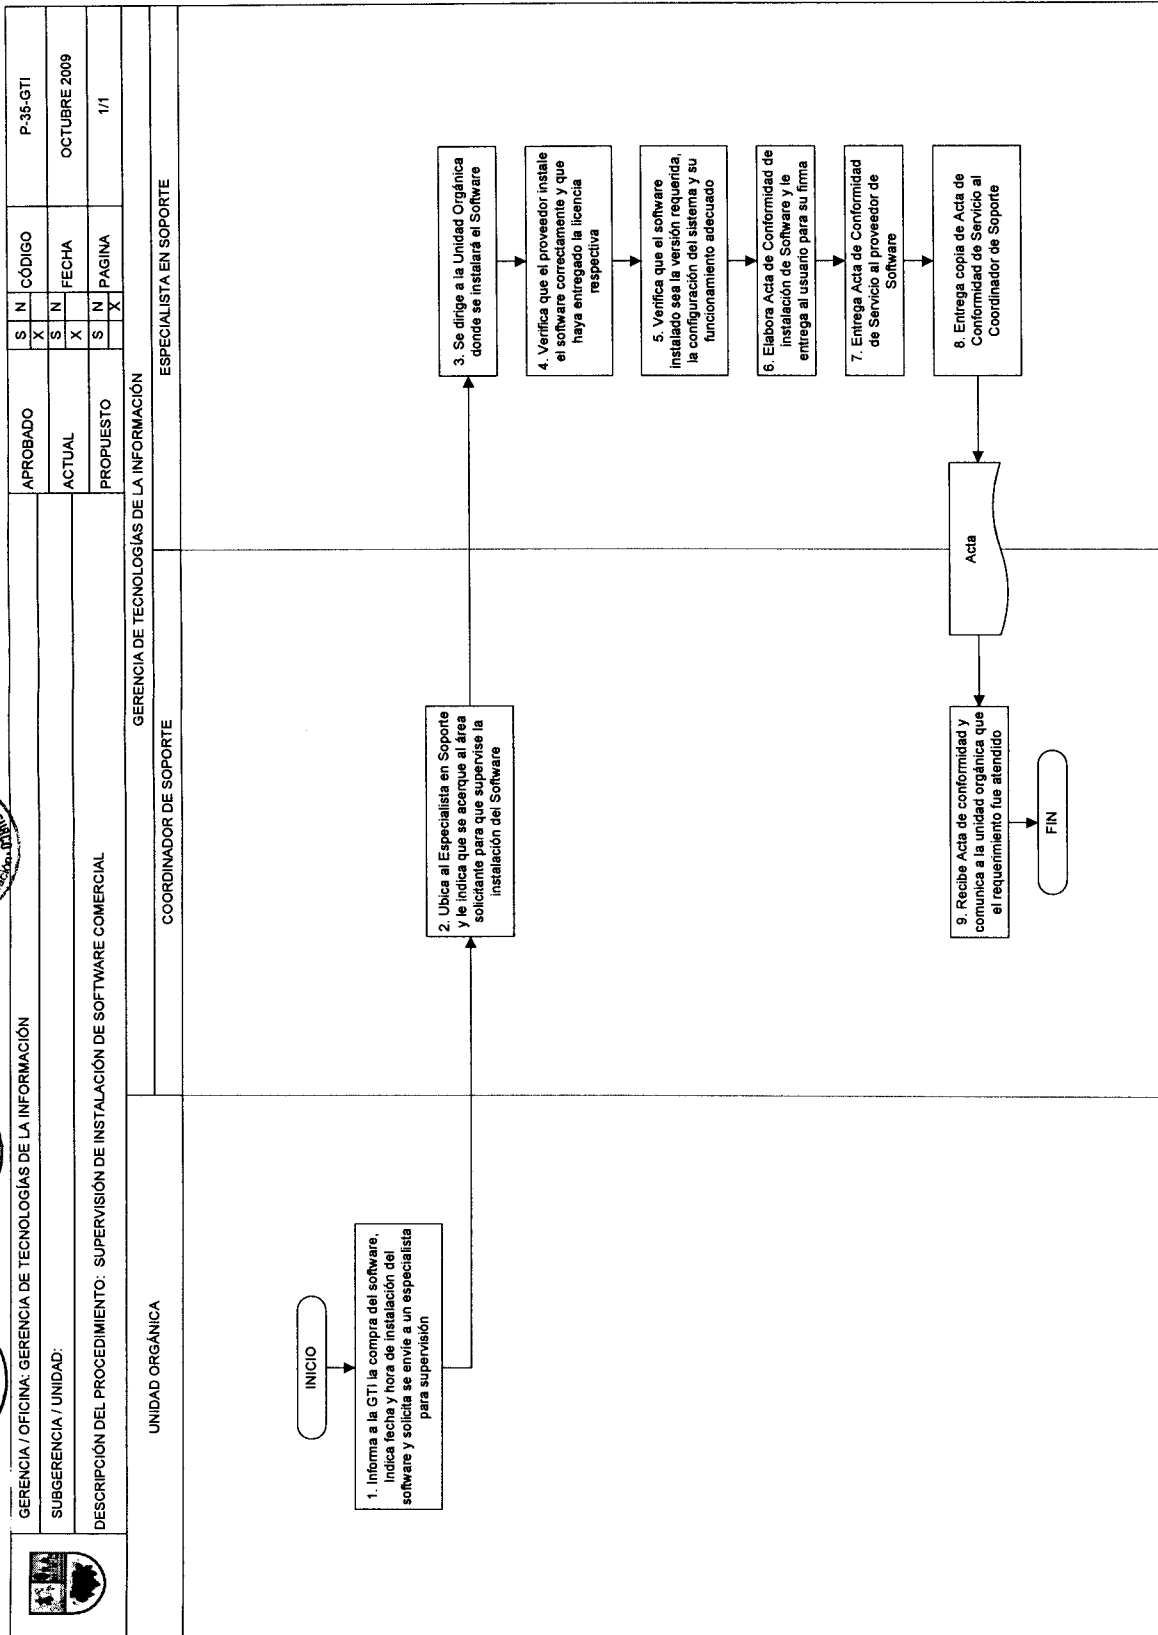 GERENCIA / OFICINA: GERENCIA DE TECNOLOGÍAS DE LA INFORMACIÓN
APROBADO
S N
X
CÓDIGO
P-35-GTI
SUBGERENCIA / UNIDAD:
ACTUAL
S N
X
FECHA
OCTUBRE 2009
DESCRIPCIÓN DEL PROCEDIMIENTO: SUPERVISIÓN DE INSTALACIÓN DE SOFTWARE COMERCIAL
PROPUESTO
S N
X
PAGINA
1/1
GERENCIA DE TECNOLOGÍAS DE LA INFORMACIÓN
UNIDAD ORGÁNICA
COORDINADOR DE SOPORTE
ESPECIALISTA EN SOPORTE
INICIO
1. Informa a la GTI la compra del software,
Indica fecha y hora de instalación del
software y solicita se envíe a un especialista
para supervisión
2. Ubica al Especialista en Soporte
y le indica que se acerque al área
solicitante para que supervise la
instalación del Software
3. Se dirige a la Unidad Orgánica
donde se instalará el Software
4. Verifica que el proveedor instale
el software correctamente y que
haya entregado la licencia
respectiva
5. Verifica que el software
instalado sea la versión requerida,
la configuración del sistema y su
funcionamiento adecuado
6. Elabora Acta de Conformidad de
instalación de Software y le
entrega al usuario para su firma
7. Entrega Acta de Conformidad
de Servicio al proveedor de
Software
8. Entrega copia de Acta de
Conformidad de Servicio al
Coordinador de Soporte
Acta
9. Recibe Acta de conformidad y
comunica a la unidad orgánica que
el requerimiento fue atendido
FIN